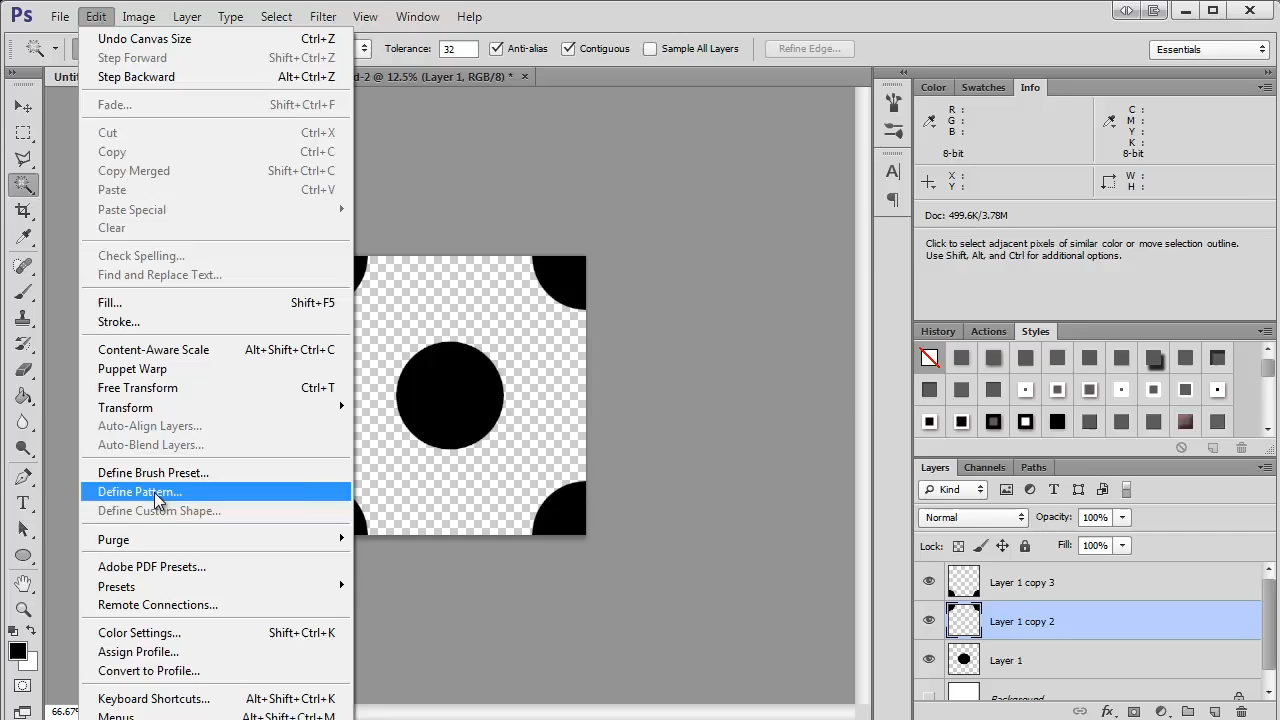 Ps File Edit Image Layer Type Select Filter View Window Help
Tolerance: 32 Anti-alias Contiguous Sample All Layers Refine Edge... Essentials
Unti d-2 @ 12.5% (Layer 1, RGB/8) * ×
Undo Canvas Size Ctrl+Z
Step Forward Shift+Ctrl+Z
Step Backward Alt+Ctrl+Z
Fade... Shift+Ctrl+F
Cut Ctrl+X
Copy Ctrl+C
Copy Merged Shift+Ctrl+C
Paste Ctrl+V
Paste Special
Clear
Check Spelling...
Find and Replace Text...
Fill... Shift+F5
Stroke...
Content-Aware Scale Alt+Shift+Ctrl+C
Puppet Warp
Free Transform Ctrl+T
Transform
Auto-Align Layers...
Auto-Blend Layers...
Define Brush Preset...
Define Pattern...
Define Custom Shape...
Purge
Adobe PDF Presets...
Presets
Remote Connections...
Color Settings... Shift+Ctrl+K
Assign Profile...
Convert to Profile...
Keyboard Shortcuts... Alt+Shift+Ctrl+K
Menus... Alt+Shift+Ctrl+M
66.67%
Color Swatches Info
R : C :
G : M :
B : Y :
K :
8-bit 8-bit
X : W :
Y : H :
Doc: 499.6K/3.78M
Click to select adjacent pixels of similar color or move selection outline.
Use Shift, Alt, and Ctrl for additional options.
History Actions Styles
Layers Channels Paths
Kind
Normal Opacity: 100%
Lock: Fill: 100%
Layer 1 copy 3
Layer 1 copy 2
Layer 1
Background